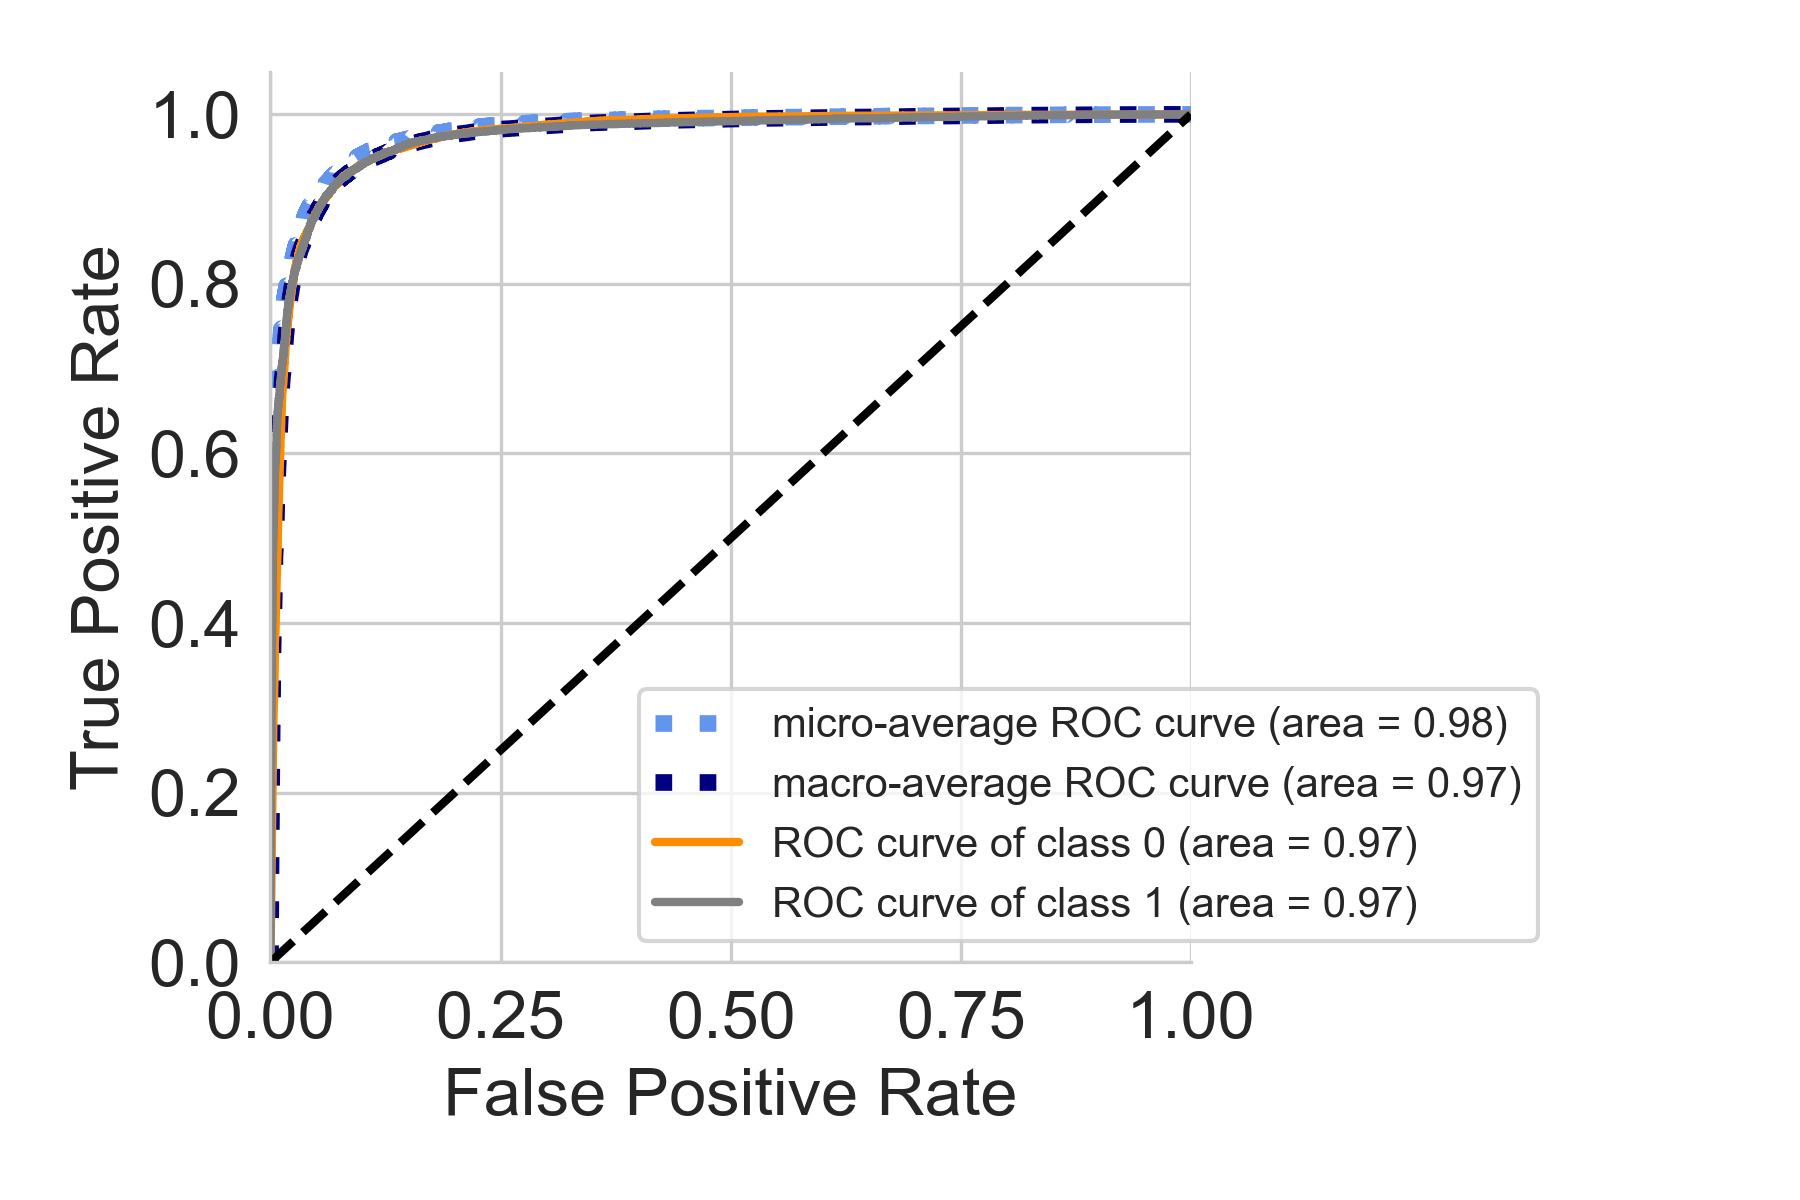 True Positive Rate
1.0
0.8
0.6
0.4
0.2
0.0
micro-average ROC curve (area = 0.98)
macro-average ROC curve (area = 0.97)
ROC curve of class 0 (area = 0.97)
ROC curve of class 1 (area = 0.97)
0.00 0.25 0.50 0.75 1.00
False Positive Rate